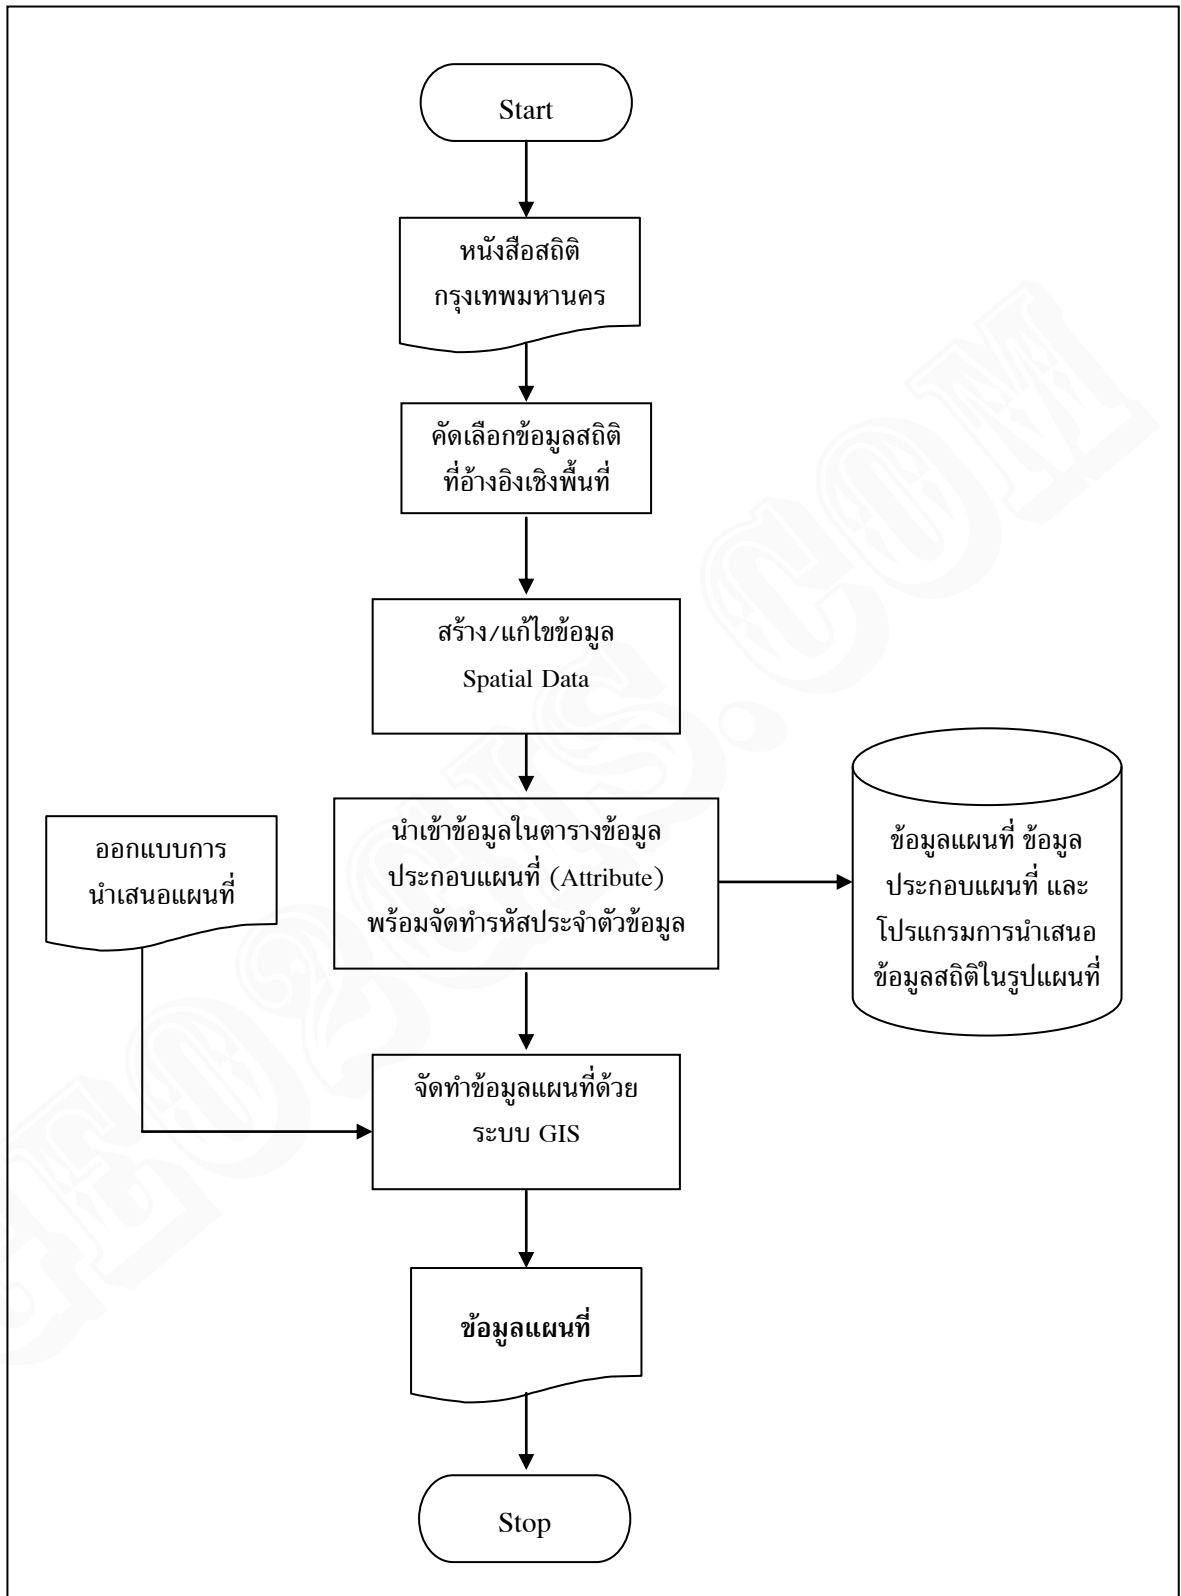 Start
หนังสือสถิติ
กรุงเทพมหานคร
คัดเลือกข้อมูลสถิติ
ที่อ้างอิงเชิงพื้นที่
สร้าง/แก้ไขข้อมูล
Spatial Data
ออกแบบการ
นำเสนอแผนที่
นำเข้าข้อมูลในตารางข้อมูล
ประกอบแผนที่ (Attribute)
พร้อมจัดทำรหัสประจำตัวข้อมูล
ข้อมูลแผนที่ ข้อมูล
ประกอบแผนที่ และ
โปรแกรมการนำเสนอ
ข้อมูลสถิติในรูปแผนที่
จัดทำข้อมูลแผนที่ด้วย
ระบบ GIS
ข้อมูลแผนที่
Stop
GEO2GIS.COM